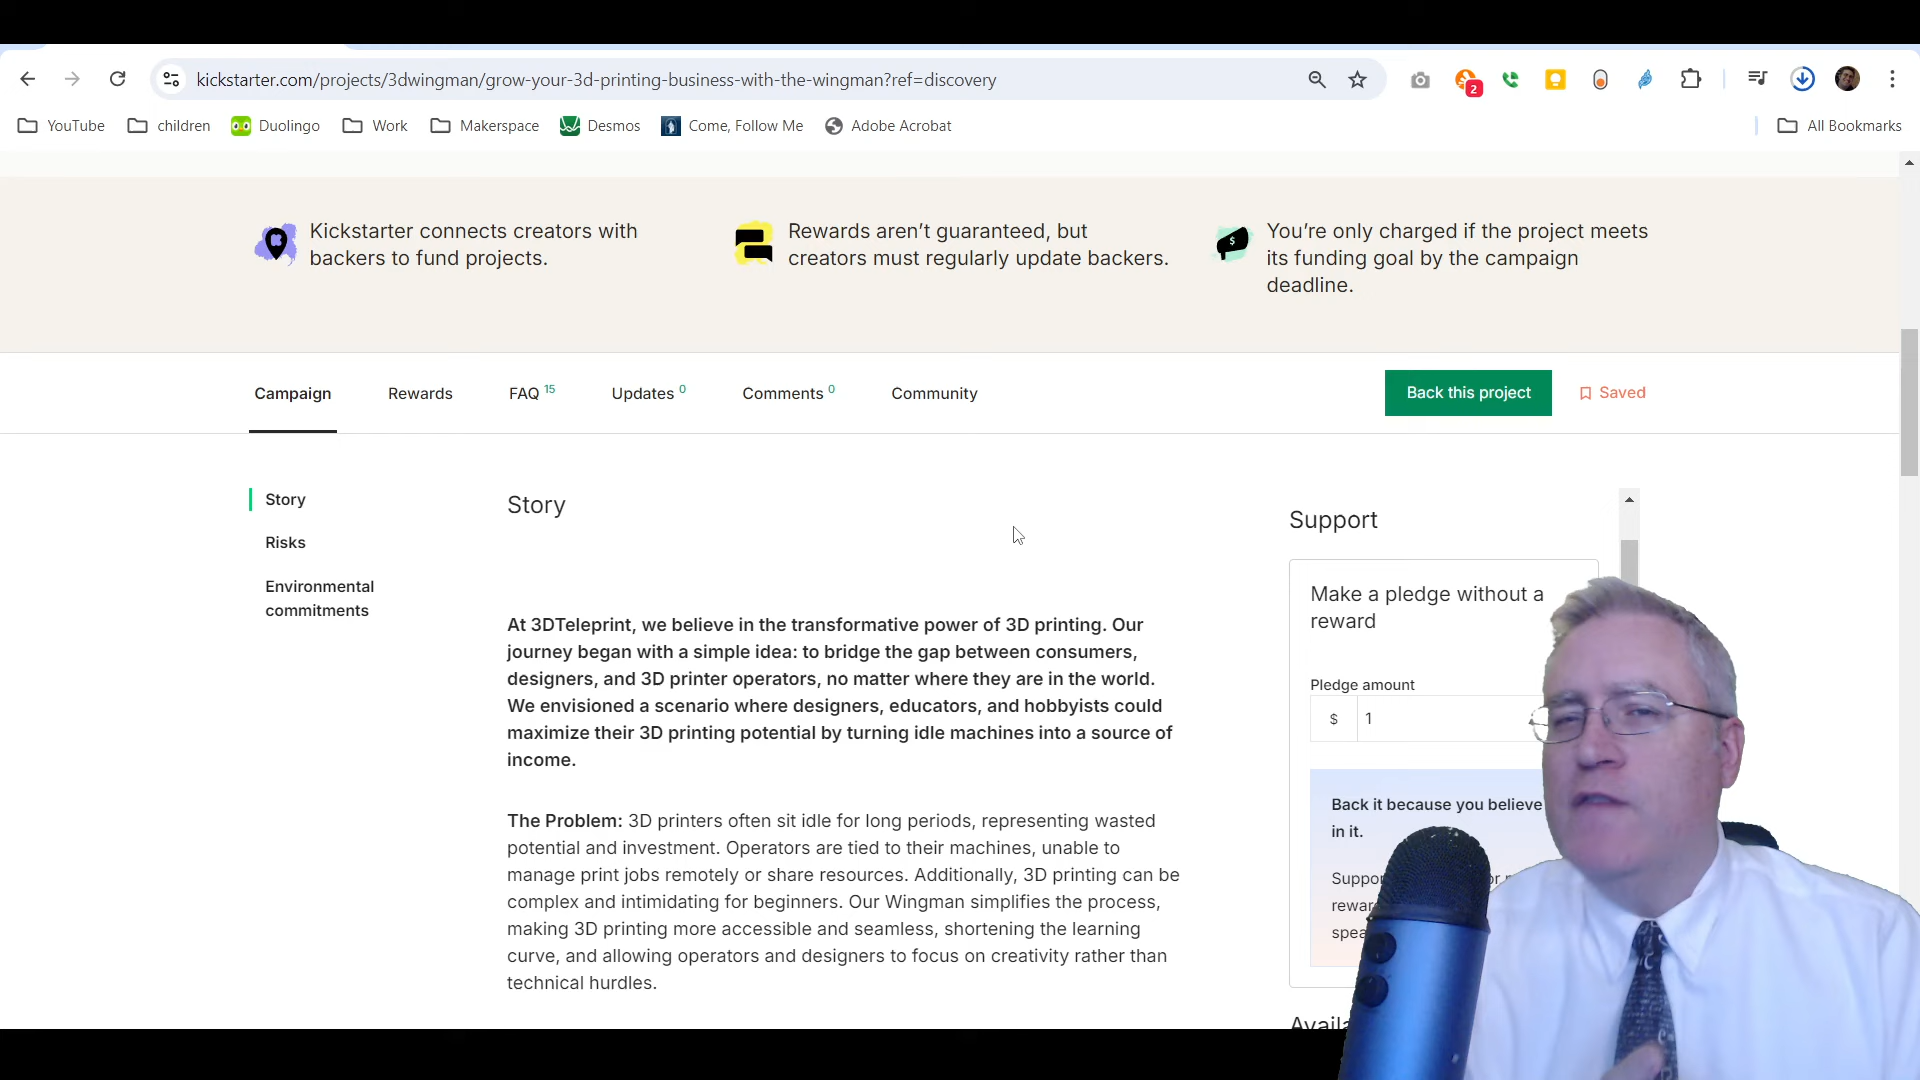 kickstarter.com/projects/3dwingman/grow-your-3d-printing-business-with-the-wingman?ref=discovery
2
YouTube children Duolingo Work Makerspace Desmos Come, Follow Me Adobe Acrobat All Bookmarks
Kickstarter connects creators with
backers to fund projects.
Rewards aren’t guaranteed, but
creators must regularly update backers.
You’re only charged if the project meets
its funding goal by the campaign
deadline.
Campaign Rewards FAQ 15 Updates 0 Comments 0 Community Back this project Saved
Story
Risks
Environmental
commitments
Story
At 3DTeleprint, we believe in the transformative power of 3D printing. Our
journey began with a simple idea: to bridge the gap between consumers,
designers, and 3D printer operators, no matter where they are in the world.
We envisioned a scenario where designers, educators, and hobbyists could
maximize their 3D printing potential by turning idle machines into a source of
income.
The Problem: 3D printers often sit idle for long periods, representing wasted
potential and investment. Operators are tied to their machines, unable to
manage print jobs remotely or share resources. Additionally, 3D printing can be
complex and intimidating for beginners. Our Wingman simplifies the process,
making 3D printing more accessible and seamless, shortening the learning
curve, and allowing operators and designers to focus on creativity rather than
technical hurdles.
Support
Make a pledge without a
reward
Pledge amount
$ 1
Back it because you believe
in it.